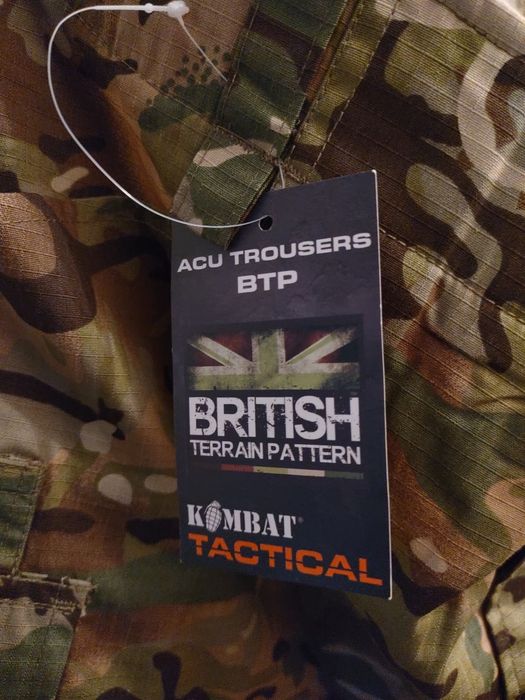 ACU TROUSERS
BTP
BRITISH
TERRAIN PATTERN
KOMBAT®
TACTICAL